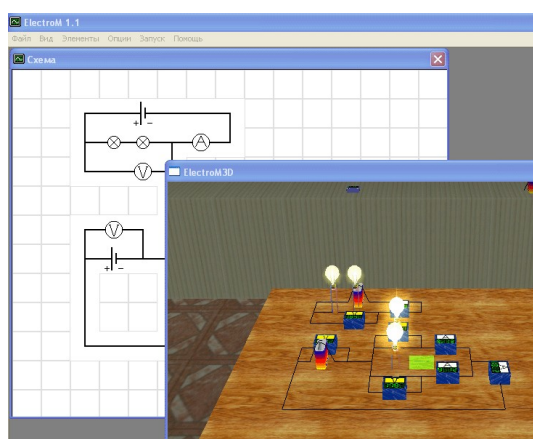 ElectroM 1.1
Файл Вид Элементы Опции Запуск Помощь
Схема
+ −
A
V
ElectroM3D
V
+ −